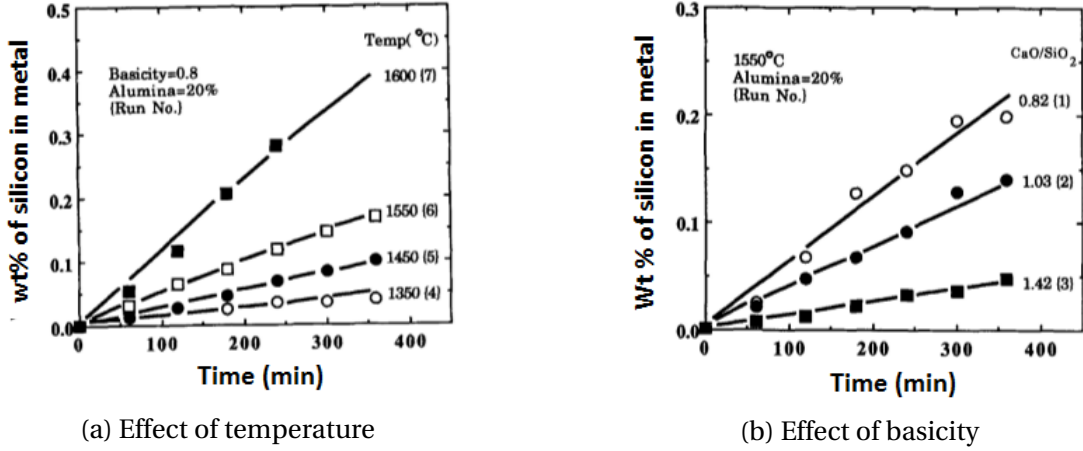 0.5
0.4
0.3
0.2
0.1
0.0
wt% of silicon in metal
Basicity=0.8
Alumina=20%
(Run No.)
Temp(°C)
1600 (7)
1550 (6)
1450 (5)
1350 (4)
0 100 200 300 400
Time (min)
(a) Effect of temperature
0.3
0.2
0.1
0.0
Wt % of silicon in metal
1550°C
Alumina=20%
(Run No.)
CaO/SiO₂
0.82 (1)
1.03 (2)
1.42 (3)
0 100 200 300 400
Time (min)
(b) Effect of basicity